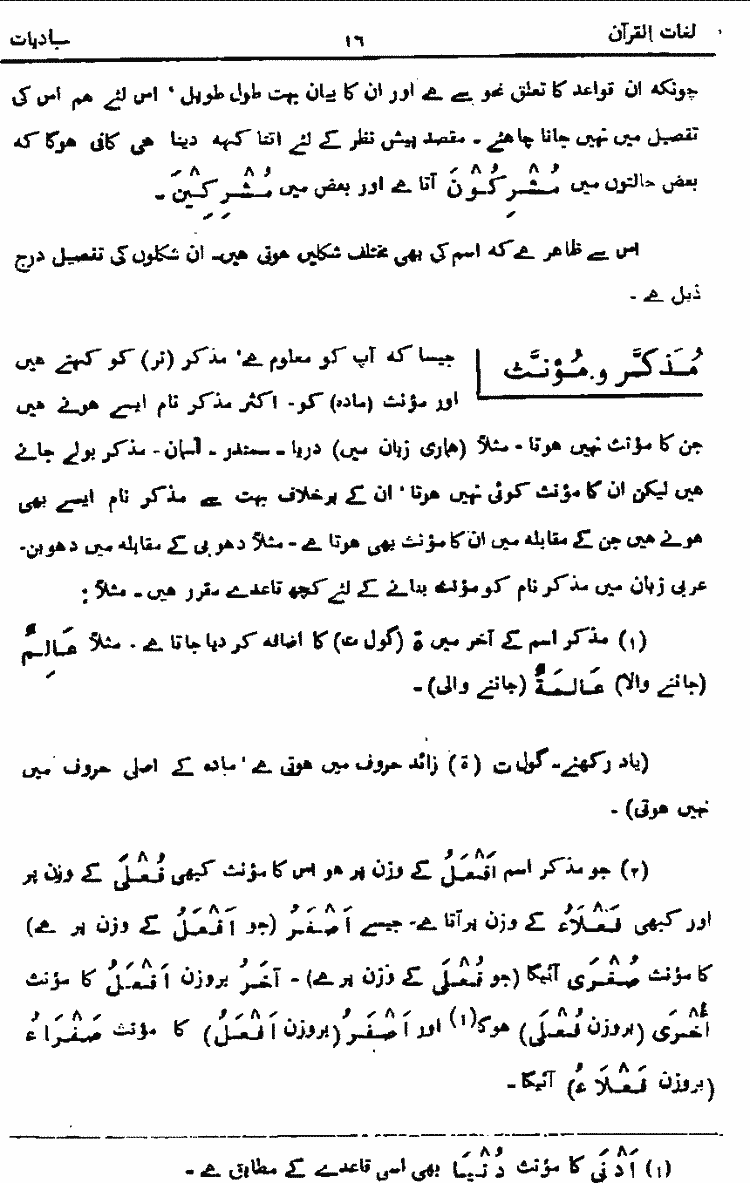 لغات القرآن ۱٦ مبادیات
چونکہ ان قواعد کا تعلق نحو سے ہے اور ان کا بیان بہت طول طویل ' اس لئے ہم اس کی
تفصیل میں نہیں جانا چاہتے ۔ مقصد پیش نظر کے لئے اتنا کہہ دینا ہی کافی ہوگا کہ
بعض حالتوں میں مُشْرِكُوْنَ آتا ہے اور بعض میں مُشْرِكِيْنَ ۔
اس سے ظاہر ہے کہ اسم کی بھی مختلف شکلیں ہوتی ہیں۔ ان شکلوں کی تفصیل درج
ذیل ہے ۔
مُذَكَّر و مُؤنَّث
جیسا کہ آپ کو معلوم ہے' مذکر (نر) کو کہتے ہیں
اور مؤنث (مادہ) کو۔ اکثر مذکر نام ایسے ہوتے ہیں
جن کا مؤنث نہیں ہوتا ۔ مثلاً (ہماری زبان میں) دریا ۔ سمندر ۔ آسمان ۔ مذکر بولے جاتے
ہیں لیکن ان کا مؤنث کوئی نہیں ہوتا ' ان کے برخلاف بہت سے مذکر نام ایسے بھی
ہوتے ہیں جن کے مقابلہ میں ان کا مؤنث بھی ہوتا ہے ۔ مثلاً دھوبی کے مقابلہ میں دھوبن۔
عربی زبان میں مذکر نام کو مؤنث بنانے کے لئے کچھ قاعدے مقرر ہیں ۔ مثلاً :
(۱) مذکر اسم کے آخر میں ة (گول ت) کا اضافہ کر دیا جاتا ہے ۔ مثلاً عَالِمٌ
(جاننے والا) عَالِمَةٌ (جاننے والی) ۔
(یاد رکھئے ۔ گول ت (ة) زائد حروف میں ہوتی ہے ' مادہ کے اصلی حروف میں
نہیں ہوتی) ۔
(۲) جو مذکر اسم اَفْعَلُ کے وزن پر ہو اس کا مؤنث کبھی فُعْلَى کے وزن پر
اور کبھی فَعْلَاءُ کے وزن پر آتا ہے۔ جیسے اَصْغَرُ (جو اَفْعَلُ کے وزن پر ہے)
کا مؤنث صُغْرَى آئیگا (جو فُعْلَى کے وزن پر ہے) ۔ آخَرُ بروزن اَفْعَلُ کا مؤنث
اُخْرَى (بروزن فُعْلَى) ہوگا(۱) اور اَصْفَرُ (بروزن اَفْعَلُ) کا مؤنث صَفْرَاءُ
(بروزن فَعْلَاءُ) آئیگا ۔
(۱) اَدْنٰى کا مؤنث دُنْيَا بھی اسی قاعدے کے مطابق ہے ۔